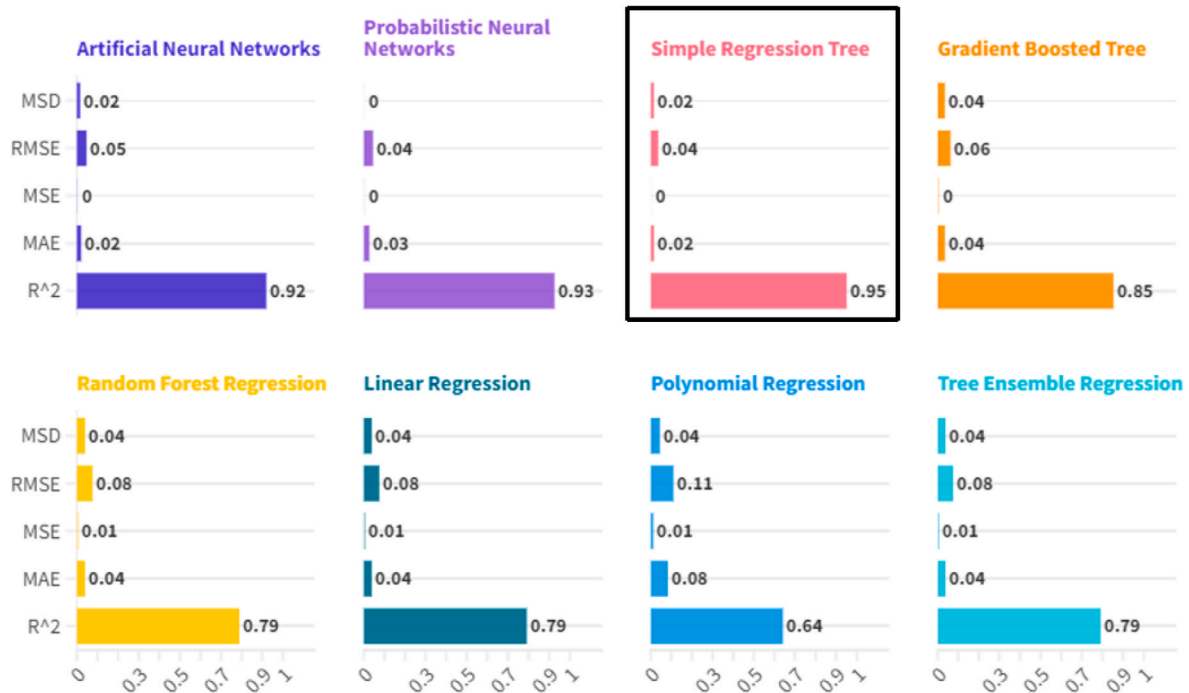 Artificial Neural Networks
Probabilistic Neural
Networks
Simple Regression Tree
Gradient Boosted Tree
MSD 0.02 0 0.02 0.04
RMSE 0.05 0.04 0.04 0.06
MSE 0 0 0 0
MAE 0.02 0.03 0.02 0.04
R^2 0.92 0.93 0.95 0.85
Random Forest Regression
Linear Regression
Polynomial Regression
Tree Ensemble Regression
MSD 0.04 0.04 0.04 0.04
RMSE 0.08 0.08 0.11 0.08
MSE 0.01 0.01 0.01 0.01
MAE 0.04 0.04 0.08 0.04
R^2 0.79 0.79 0.64 0.79
0 0.3 0.5 0.7 0.9 1 0 0.3 0.5 0.7 0.9 1 0 0.3 0.5 0.7 0.9 1 0 0.3 0.5 0.7 0.9 1